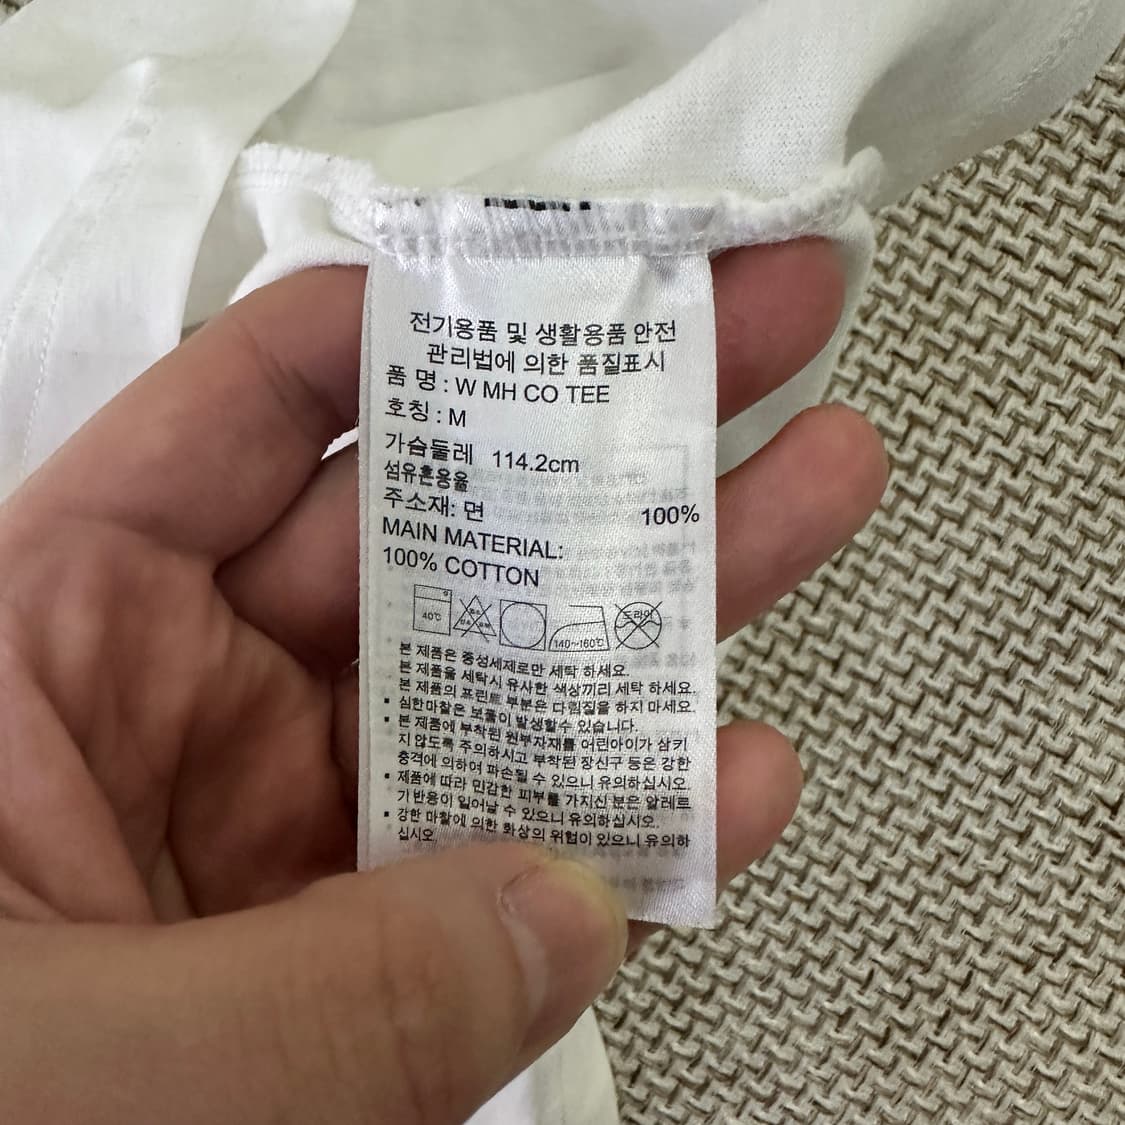 전기용품 및 생활용품 안전
관리법에 의한 품질표시
품 명 : W MH CO TEE
호칭 : M
가슴둘레 114.2cm
섬유혼용율
주소재: 면 100%
MAIN MATERIAL:
100% COTTON
40℃ 140~160℃ 드라이
본 제품은 중성세제로만 세탁 하세요.
본 제품을 세탁시 유사한 색상끼리 세탁 하세요.
본 제품의 프린트 부분은 다림질을 하지 마세요.
▪ 심한마찰은 보풀이 발생할수 있습니다.
▪ 본 제품에 부착된 원부자재를 어린아이가 삼키
지 않도록 주의하시고 부착된 장신구 등은 강한
충격에 의하여 파손될 수 있으니 유의하십시오.
▪ 제품에 따라 민감한 피부를 가지신 분은 알레르
기 반응이 일어날 수 있으니 유의하십시오.
▪ 강한 마찰에 의한 화상의 위험이 있으니 유의하
십시오.